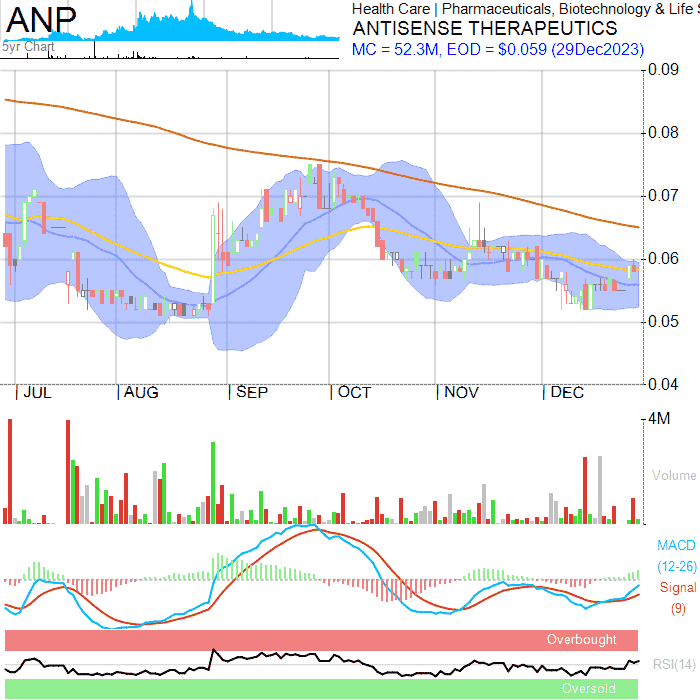 ANP
Health Care | Pharmaceuticals, Biotechnology & Life S
ANTISENSE THERAPEUTICS
MC = 52.3M, EOD = $0.059 (29Dec2023)
5yr Chart
0.09
0.08
0.07
0.06
0.05
0.04
| JUL | AUG | SEP | OCT | NOV | DEC
4M
Volume
MACD
(12-26)
Signal
(9)
Overbought
RSI(14)
Oversold